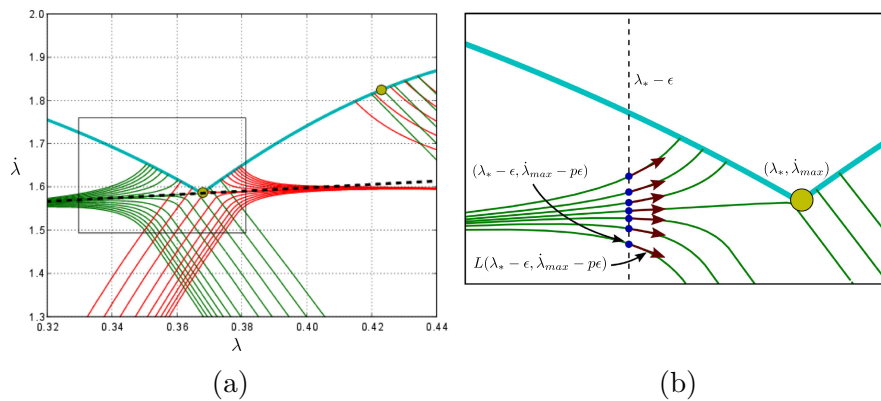 2.0
1.9
1.8
1.7
1.6
1.5
1.4
1.3
λ̇
0.32 0.34 0.36 0.38 0.40 0.42 0.44
λ
(a)
λ* − ϵ
(λ* − ϵ, λ̇max − pϵ)
(λ*, λ̇max)
L(λ* − ϵ, λ̇max − pϵ)
(b)